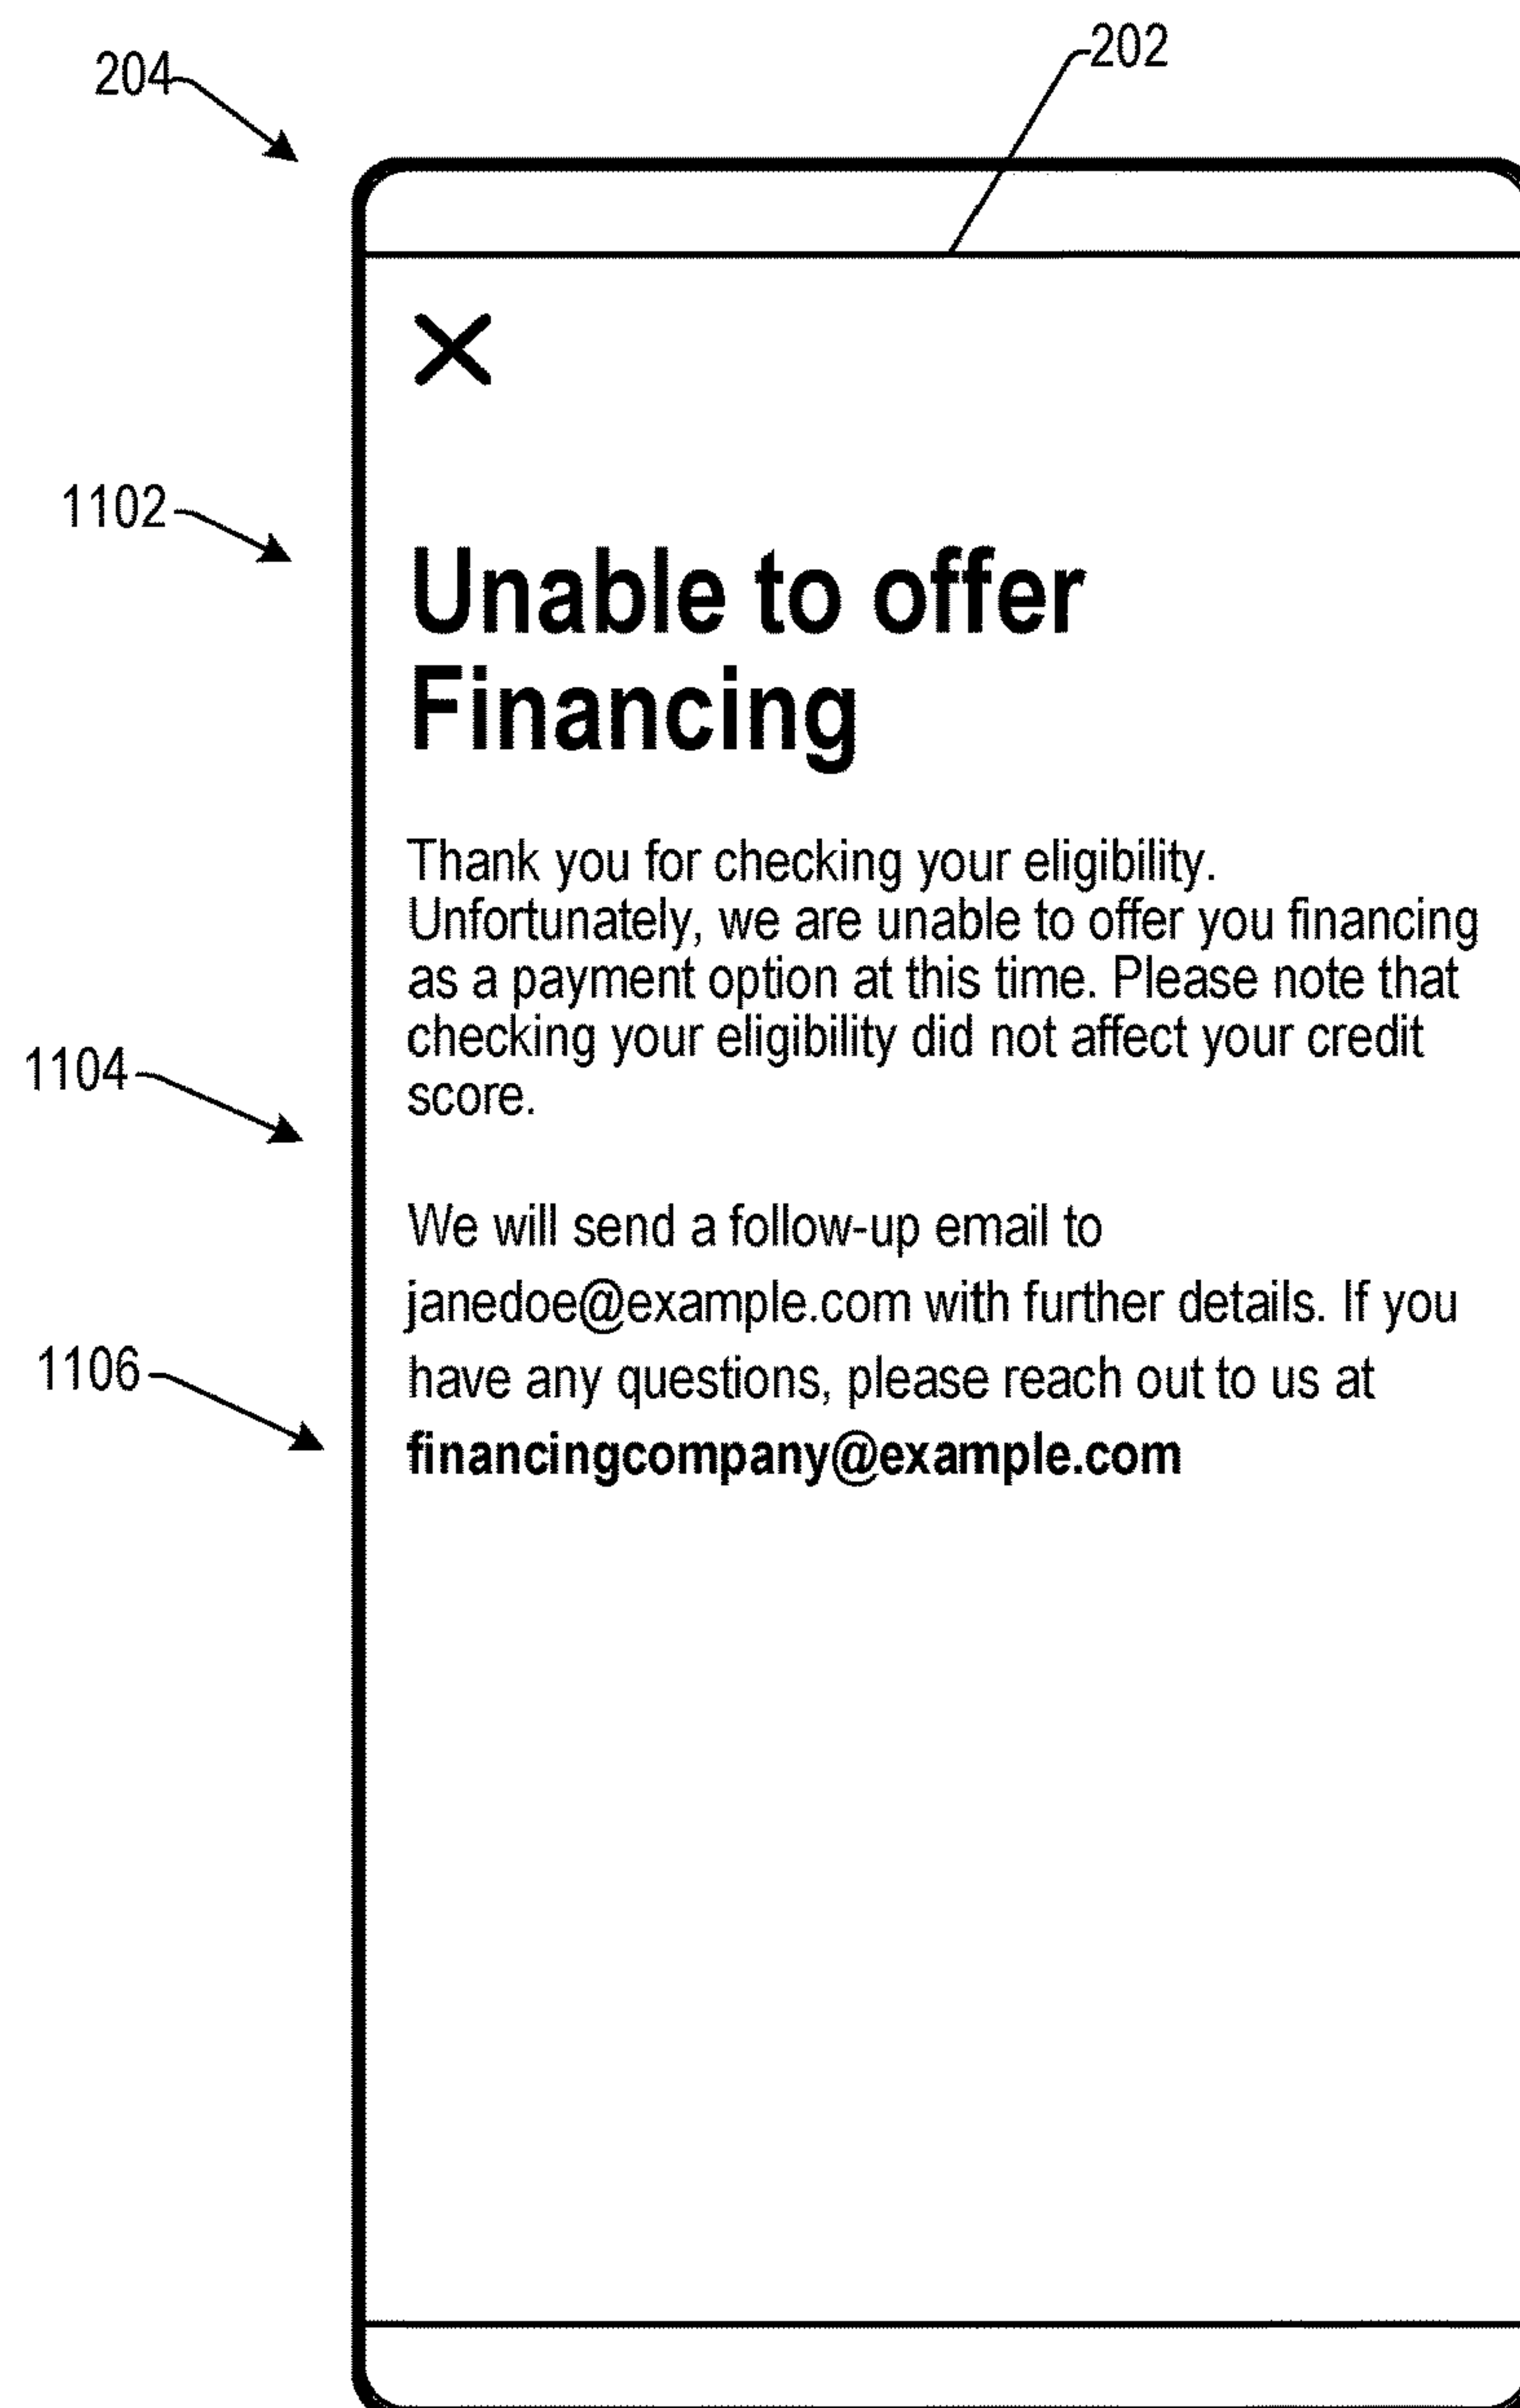 202
204
1102
Unable to offer
Financing
Thank you for checking your eligibility.
Unfortunately, we are unable to offer you financing
as a payment option at this time. Please note that
checking your eligibility did not affect your credit
score.
1104
We will send a follow-up email to
janedoe@example.com with further details. If you
have any questions, please reach out to us at
1106
financingcompany@example.com